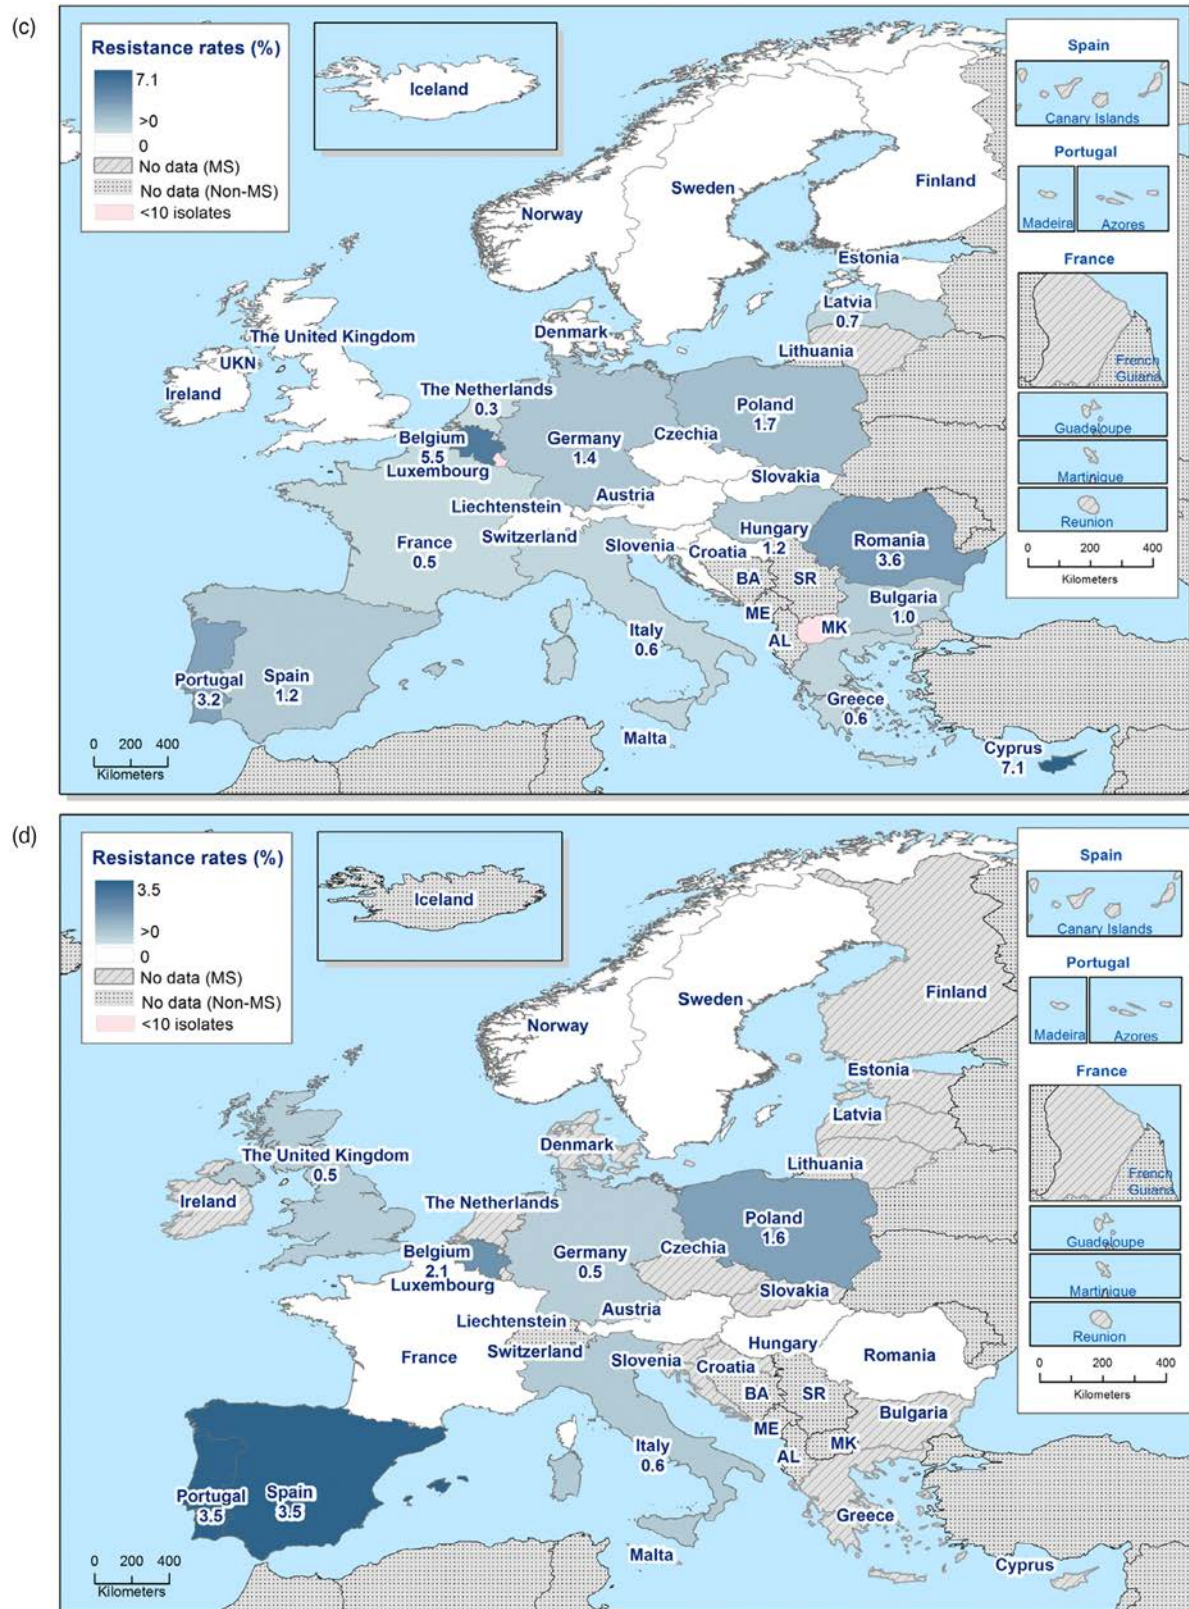 (c)
Resistance rates (%)
7.1
>0
0
No data (MS)
No data (Non-MS)
<10 isolates
Iceland
Spain
Canary Islands
Portugal
Madeira
Azores
France
French
Guiana
Guadeloupe
Martinique
Reunion
0 200 400
Kilometers
Sweden
Finland
Norway
Estonia
Latvia
0.7
Denmark
Lithuania
The United Kingdom
UKN
Ireland
The Netherlands
0.3
Poland
1.7
Belgium
5.5
Germany
1.4
Czechia
Luxembourg
Slovakia
Austria
Liechtenstein
Switzerland
Hungary
1.2
Romania
3.6
France
0.5
Slovenia
Croatia
BA
SR
Bulgaria
1.0
ME
MK
AL
Italy
0.6
Portugal
3.2
Spain
1.2
Greece
0.6
Malta
Cyprus
7.1
0 200 400
Kilometers
(d)
Resistance rates (%)
3.5
>0
0
No data (MS)
No data (Non-MS)
<10 isolates
Iceland
Spain
Canary Islands
Portugal
Madeira
Azores
France
French
Guiana
Guadeloupe
Martinique
Reunion
0 200 400
Kilometers
Sweden
Finland
Norway
Estonia
Latvia
Denmark
Lithuania
The United Kingdom
0.5
Ireland
The Netherlands
Poland
1.6
Belgium
2.1
Germany
0.5
Czechia
Luxembourg
Slovakia
Austria
Liechtenstein
Switzerland
Hungary
Romania
France
Slovenia
Croatia
BA
SR
Bulgaria
ME
MK
AL
Italy
0.6
Portugal
3.5
Spain
3.5
Greece
Malta
Cyprus
0 200 400
Kilometers